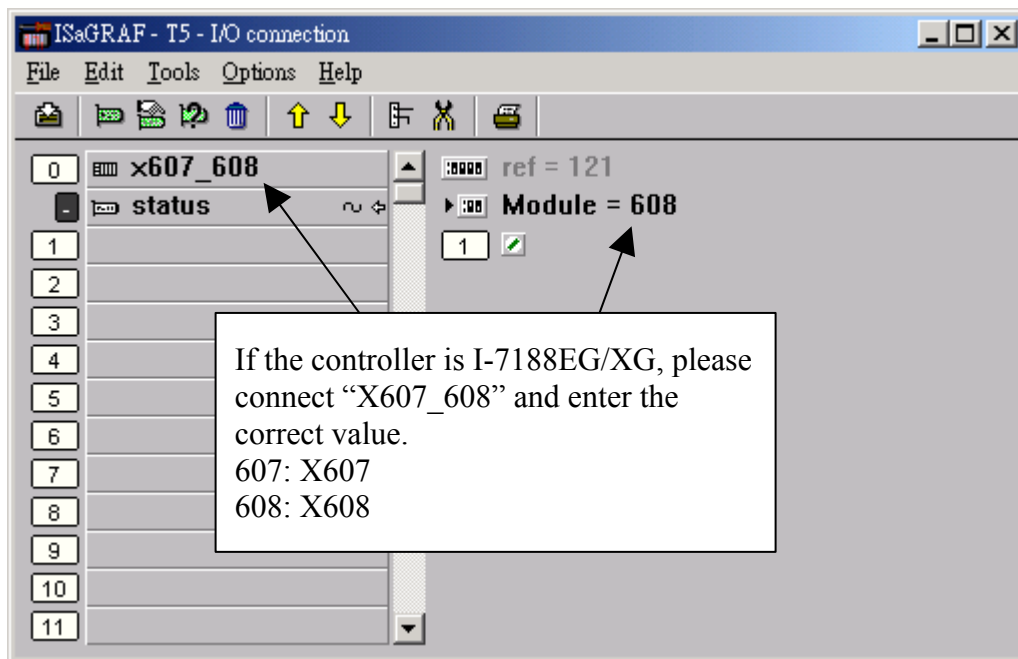 ISaGRAF - T5 - I/O connection
File Edit Tools Options Help
0 x607_608 ref = 121
- status Module = 608
1 1
2
3
4
5
6
7
8
9
10
11
If the controller is I-7188EG/XG, please
connect “X607_608” and enter the
correct value.
607: X607
608: X608